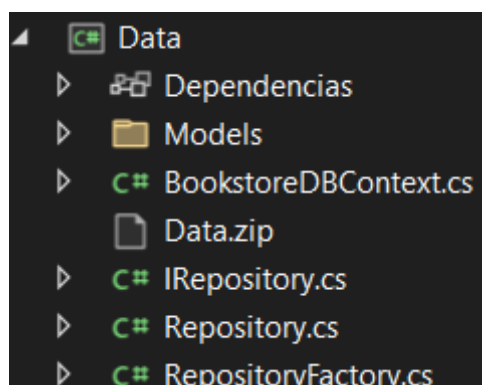 C# Data
Dependencias
Models
C# BookstoreDBContext.cs
Data.zip
C# IRepository.cs
C# Repository.cs
C# RepositoryFactory.cs